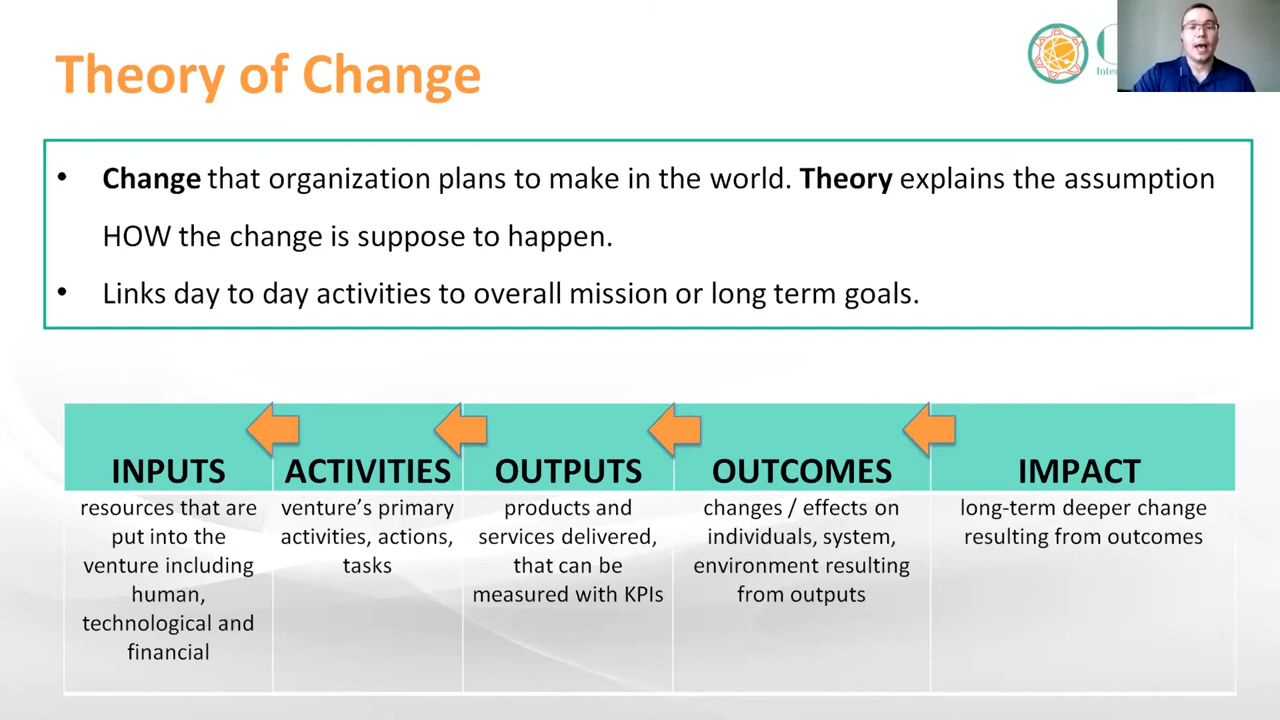 Theory of Change
• Change that organization plans to make in the world. Theory explains the assumption
HOW the change is suppose to happen.
• Links day to day activities to overall mission or long term goals.
INPUTS
resources that are
put into the
venture including
human,
technological and
financial
ACTIVITIES
venture's primary
activities, actions,
tasks
OUTPUTS
products and
services delivered,
that can be
measured with KPIs
OUTCOMES
changes / effects on
individuals, system,
environment resulting
from outputs
IMPACT
long-term deeper change
resulting from outcomes